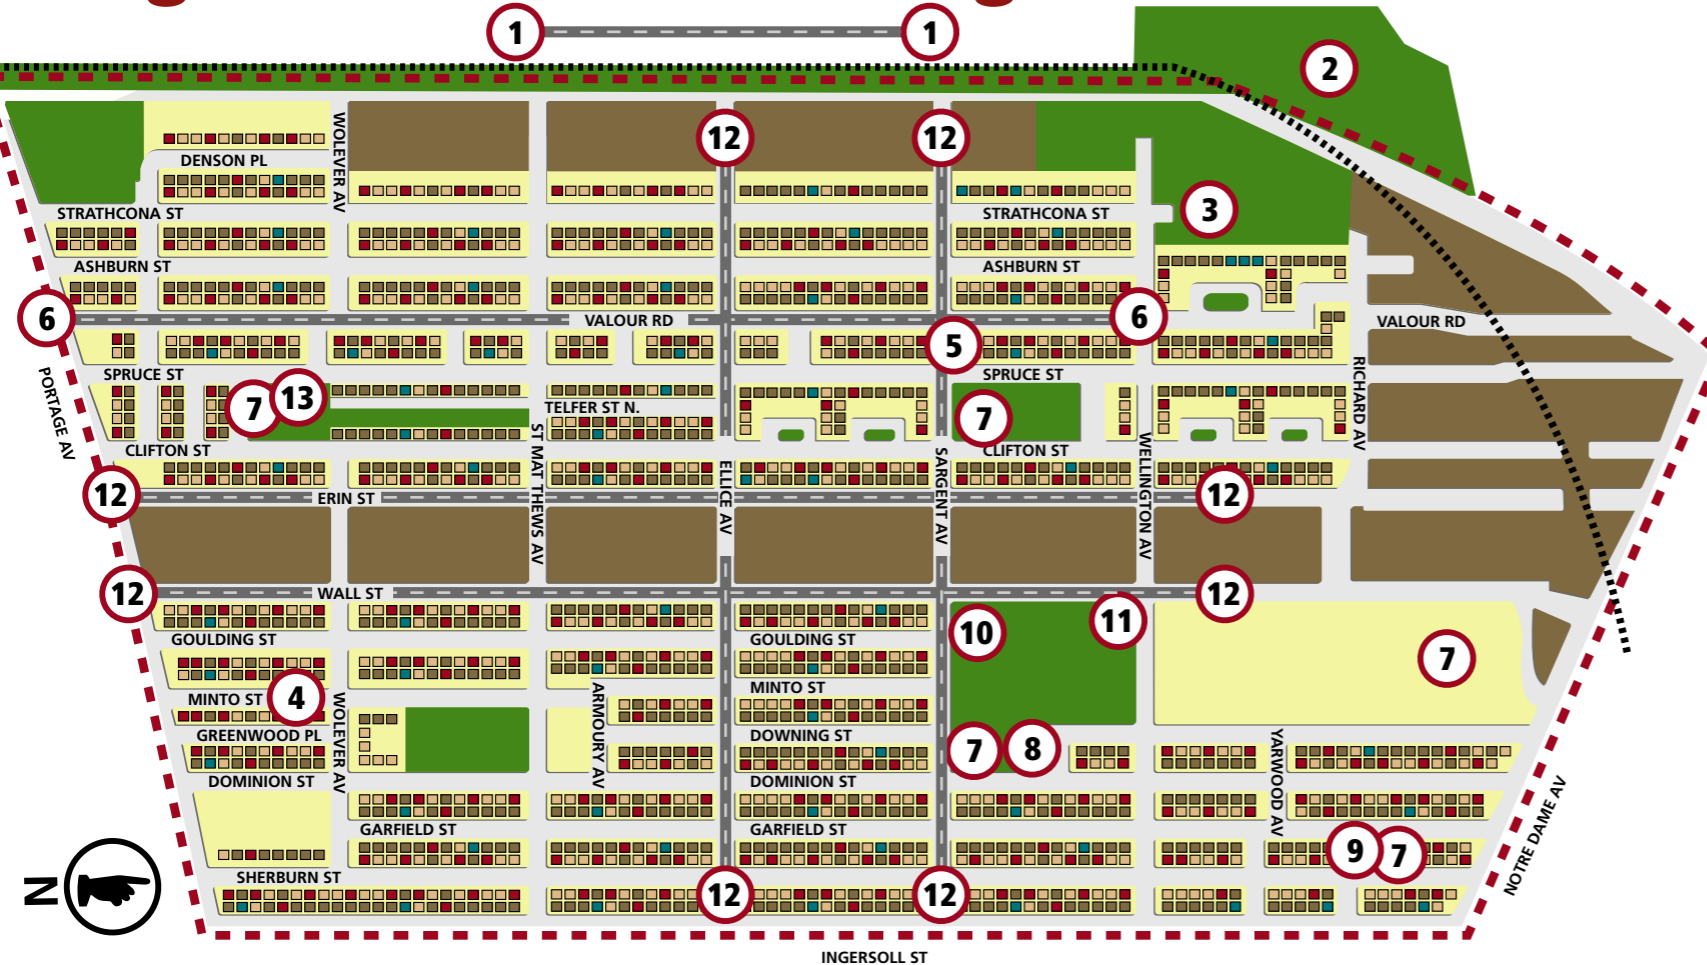 1
1
2
12
12
WOLEVER AV
DENSON PL
STRATHCONA ST
STRATHCONA ST
3
ASHBURN ST
ASHBURN ST
6
VALOUR RD
6
VALOUR RD
5
PORTAGE AV
SPRUCE ST
SPRUCE ST
RICHARD AV
7
13
TELFER ST N.
7
CLIFTON ST
CLIFTON ST
ST MAT THEWS AV
ELLICE AV
SARGENT AV
WELLINGTON AV
12
ERIN ST
12
12
WALL ST
12
GOULDING ST
GOULDING ST
10
11
7
MINTO ST
4
WOLEVER AV
ARMOURY AV
MINTO ST
GREENWOOD PL
DOWNING ST
7
8
YARWOOD AV
DOMINION ST
DOMINION ST
NOTRE DAME AV
GARFIELD ST
GARFIELD ST
9
7
N
SHERBURN ST
12
12
INGERSOLL ST